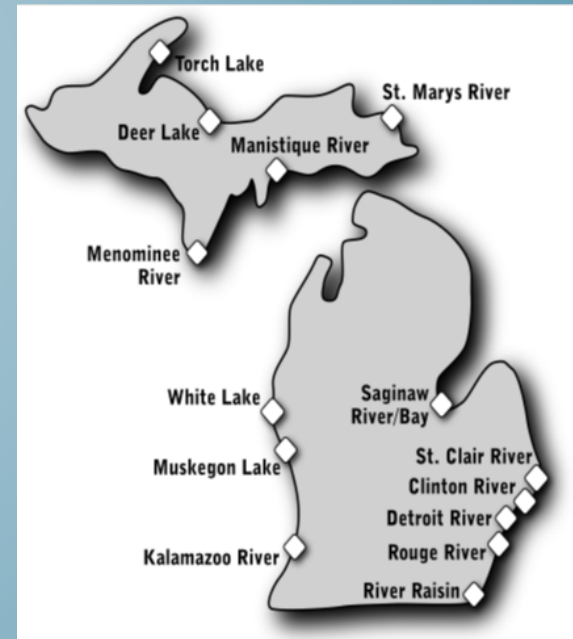 Torch Lake
St. Marys River
Deer Lake
Manistique River
Menominee
River
White Lake
Saginaw
River/Bay
Muskegon Lake
St. Clair River
Clinton River
Detroit River
Kalamazoo River
Rouge River
River Raisin